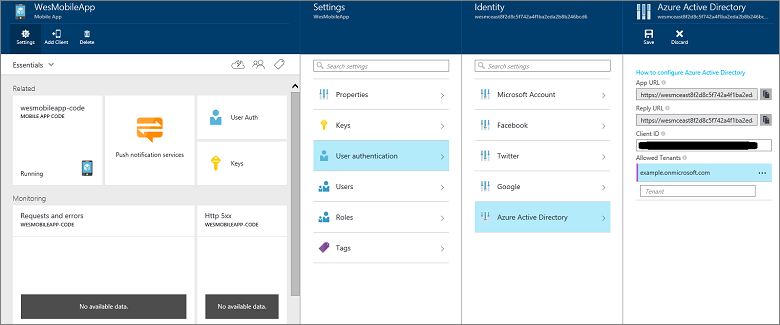 WesMobileApp
Mobile App
Settings
Add Client
Delete
Essentials
Related
wesmobileapp-code
MOBILE APP CODE
Running
Push notification services
User Auth
Keys
Monitoring
Requests and errors
WESMOBILEAPP-CODE
No available data.
Http 5xx
WESMOBILEAPP-CODE
No available data.
Settings
WesMobileApp
Search settings
Properties
Keys
User authentication
Users
Roles
Tags
Identity
wesmceast8f2d8c5f742a4f1ba2eda2b8b246bcd6
Search settings
Microsoft Account
Facebook
Twitter
Google
Azure Active Directory
Azure Active Directory
wesmceast8f2d8c5f742a4f1ba2eda2b8b246bc...
Save
Discard
How to configure Azure Active Directory
App URL
https://wesmceast8f2d8c5f742a4f1ba2ed
Reply URL
https://wesmceast8f2d8c5f742a4f1ba2ed
Client ID
Allowed Tenants
example.onmicrosoft.com
...
Tenant